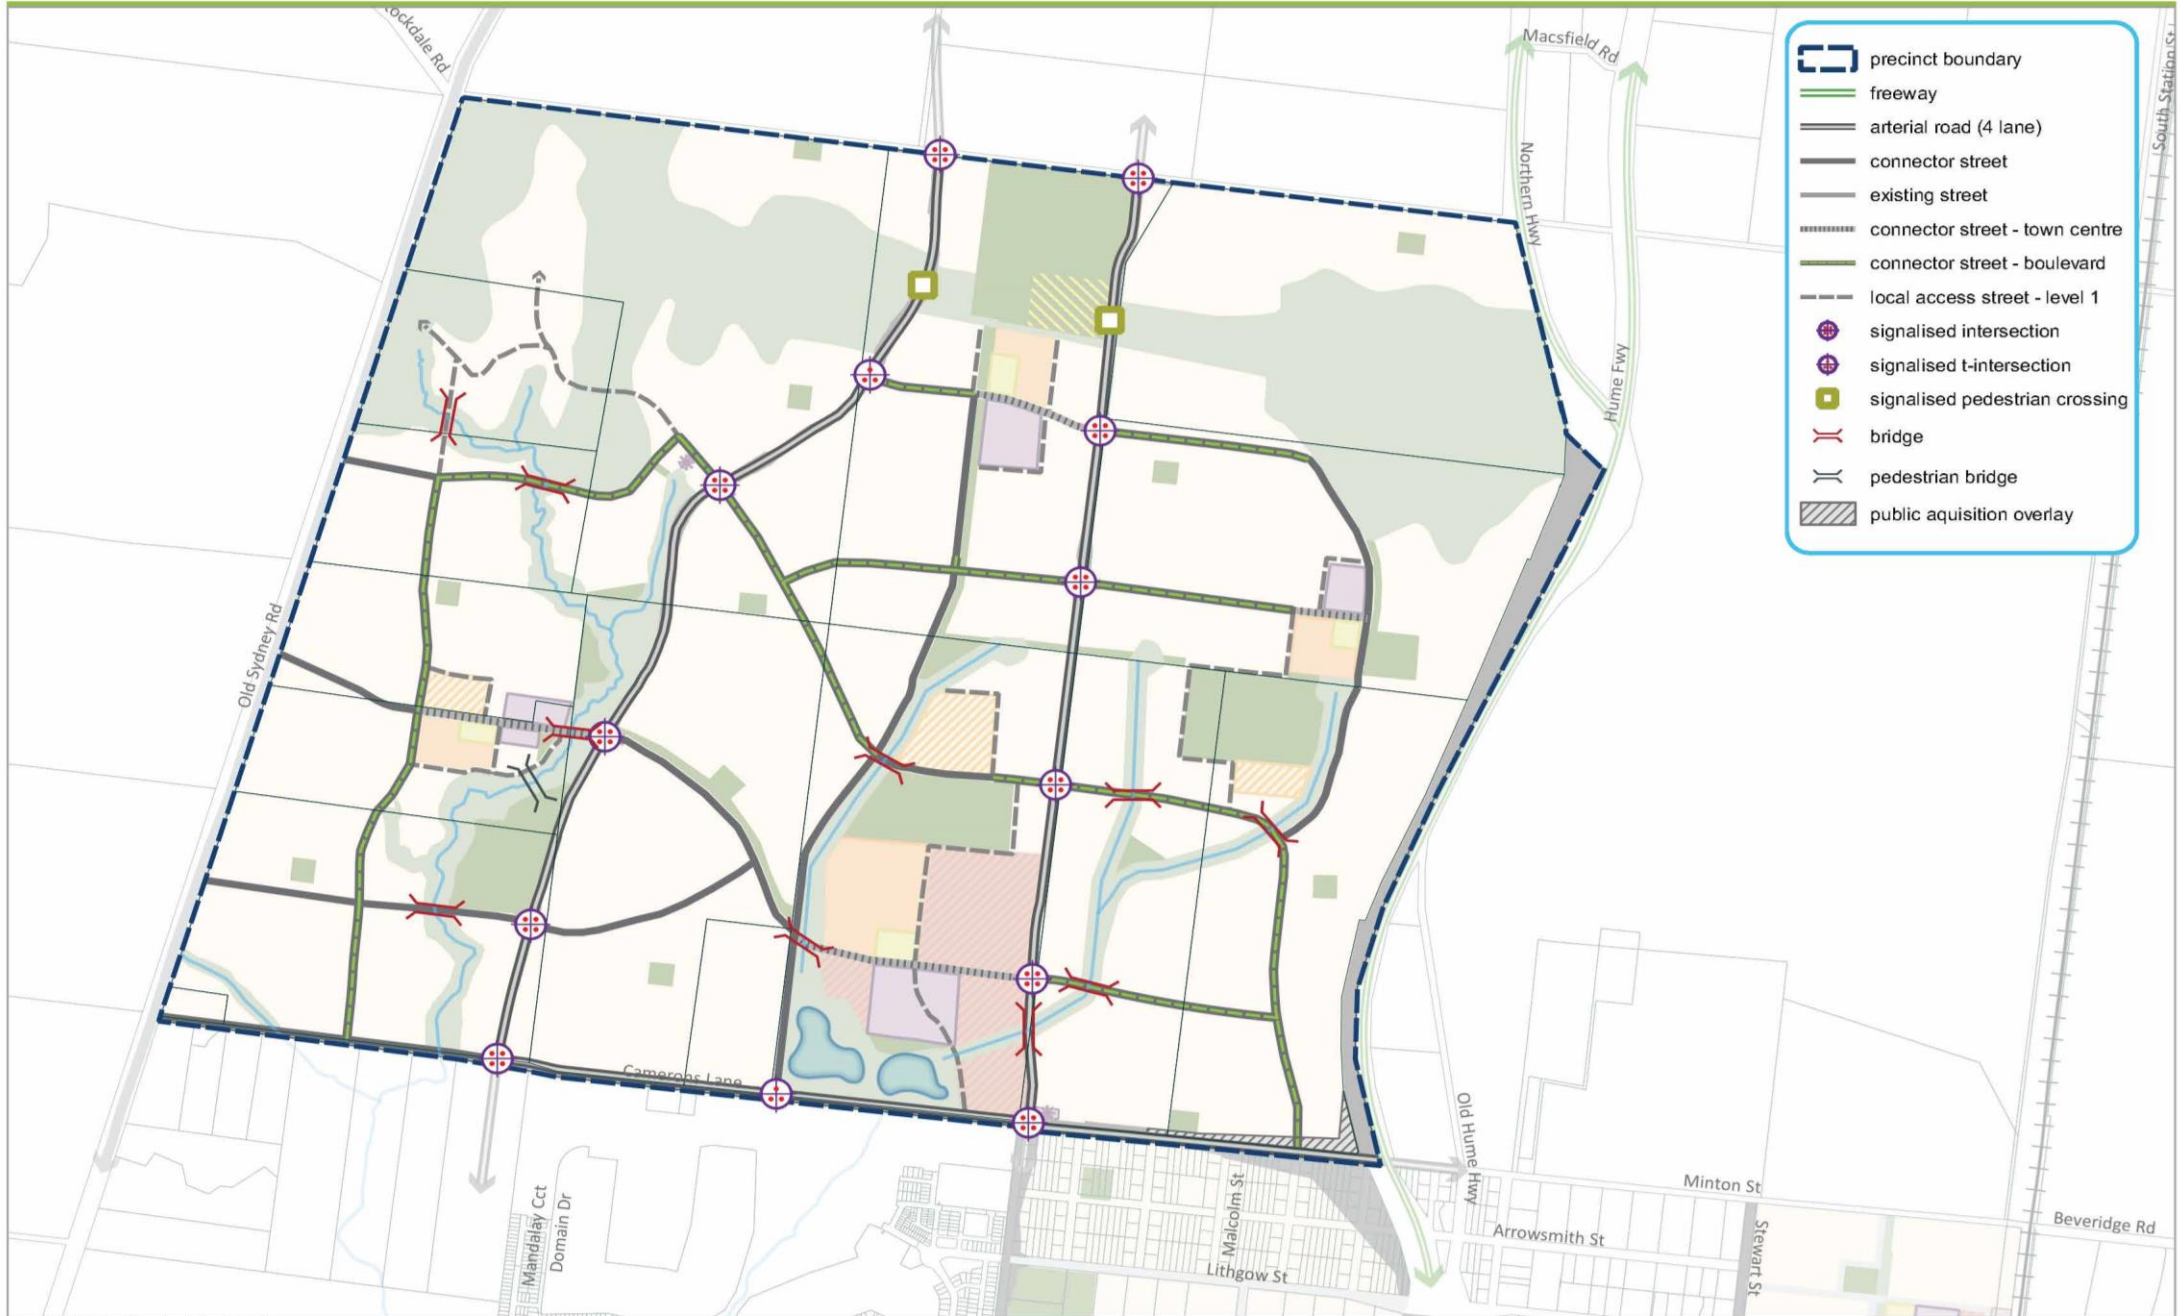 ockdale Rd
Macsfield Rd
South Station St
precinct boundary
freeway
arterial road (4 lane)
connector street
existing street
connector street - town centre
connector street - boulevard
local access street - level 1
signalised intersection
signalised t-intersection
signalised pedestrian crossing
bridge
pedestrian bridge
public aquisition overlay
Northern Hwy
Hume Fwy
Old Sydney Rd
Camerons Lane
Old Hume Hwy
Mandalay Cct
Domain Dr
Malcolm St
Lithgow St
Minton St
Arrowsmith St
Stewart St
Beveridge Rd